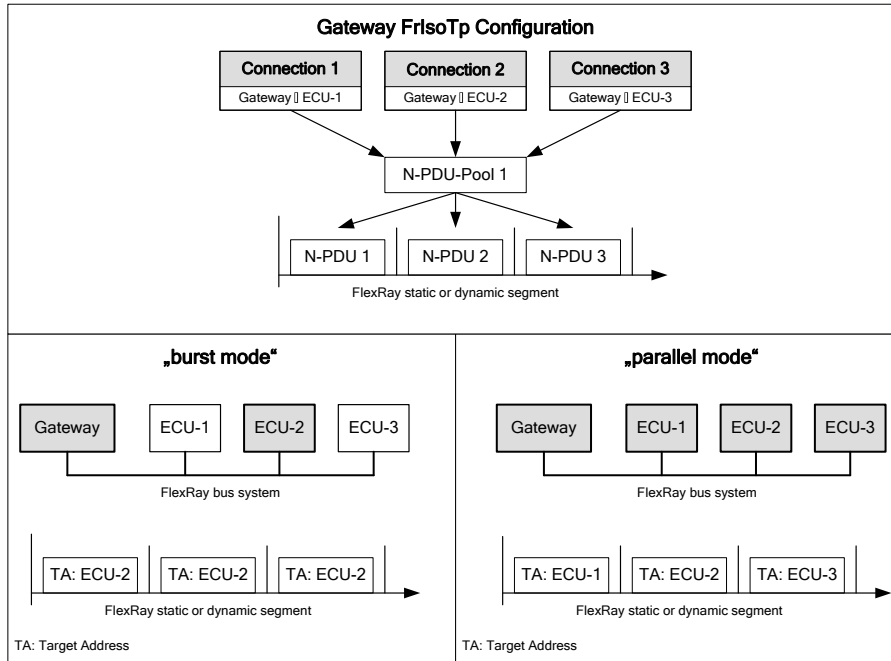 Gateway FrIsoTp Configuration
Connection 1
Connection 2
Connection 3
Gateway ▯ ECU-1
Gateway ▯ ECU-2
Gateway ▯ ECU-3
N-PDU-Pool 1
N-PDU 1
N-PDU 2
N-PDU 3
FlexRay static or dynamic segment
„burst mode“
Gateway
ECU-1
ECU-2
ECU-3
FlexRay bus system
TA: ECU-2
TA: ECU-2
TA: ECU-2
FlexRay static or dynamic segment
TA: Target Address
„parallel mode“
Gateway
ECU-1
ECU-2
ECU-3
FlexRay bus system
TA: ECU-1
TA: ECU-2
TA: ECU-3
FlexRay static or dynamic segment
TA: Target Address